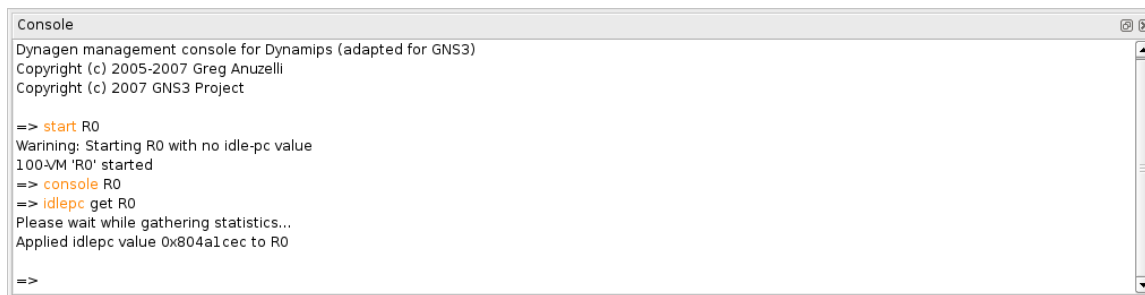 Console
Dynagen management console for Dynamips (adapted for GNS3)
Copyright (c) 2005-2007 Greg Anuzelli
Copyright (c) 2007 GNS3 Project
=> start R0
Warining: Starting R0 with no idle-pc value
100-VM 'R0' started
=> console R0
=> idlepc get R0
Please wait while gathering statistics...
Applied idlepc value 0x804a1cec to R0
=>